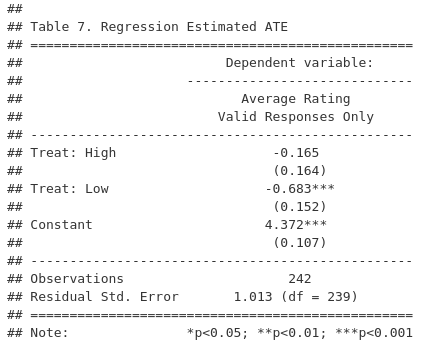 ##
## Table 7. Regression Estimated ATE
## =================================================
##                          Dependent variable:
##                     -----------------------------
##                            Average Rating
##                         Valid Responses Only
## -------------------------------------------------
## Treat: High                    -0.165
##                                (0.164)
## Treat: Low                    -0.683***
##                                (0.152)
## Constant                      4.372***
##                                (0.107)
## -------------------------------------------------
## Observations                     242
## Residual Std. Error       1.013 (df = 239)
## =================================================
## Note:               *p<0.05; **p<0.01; ***p<0.001